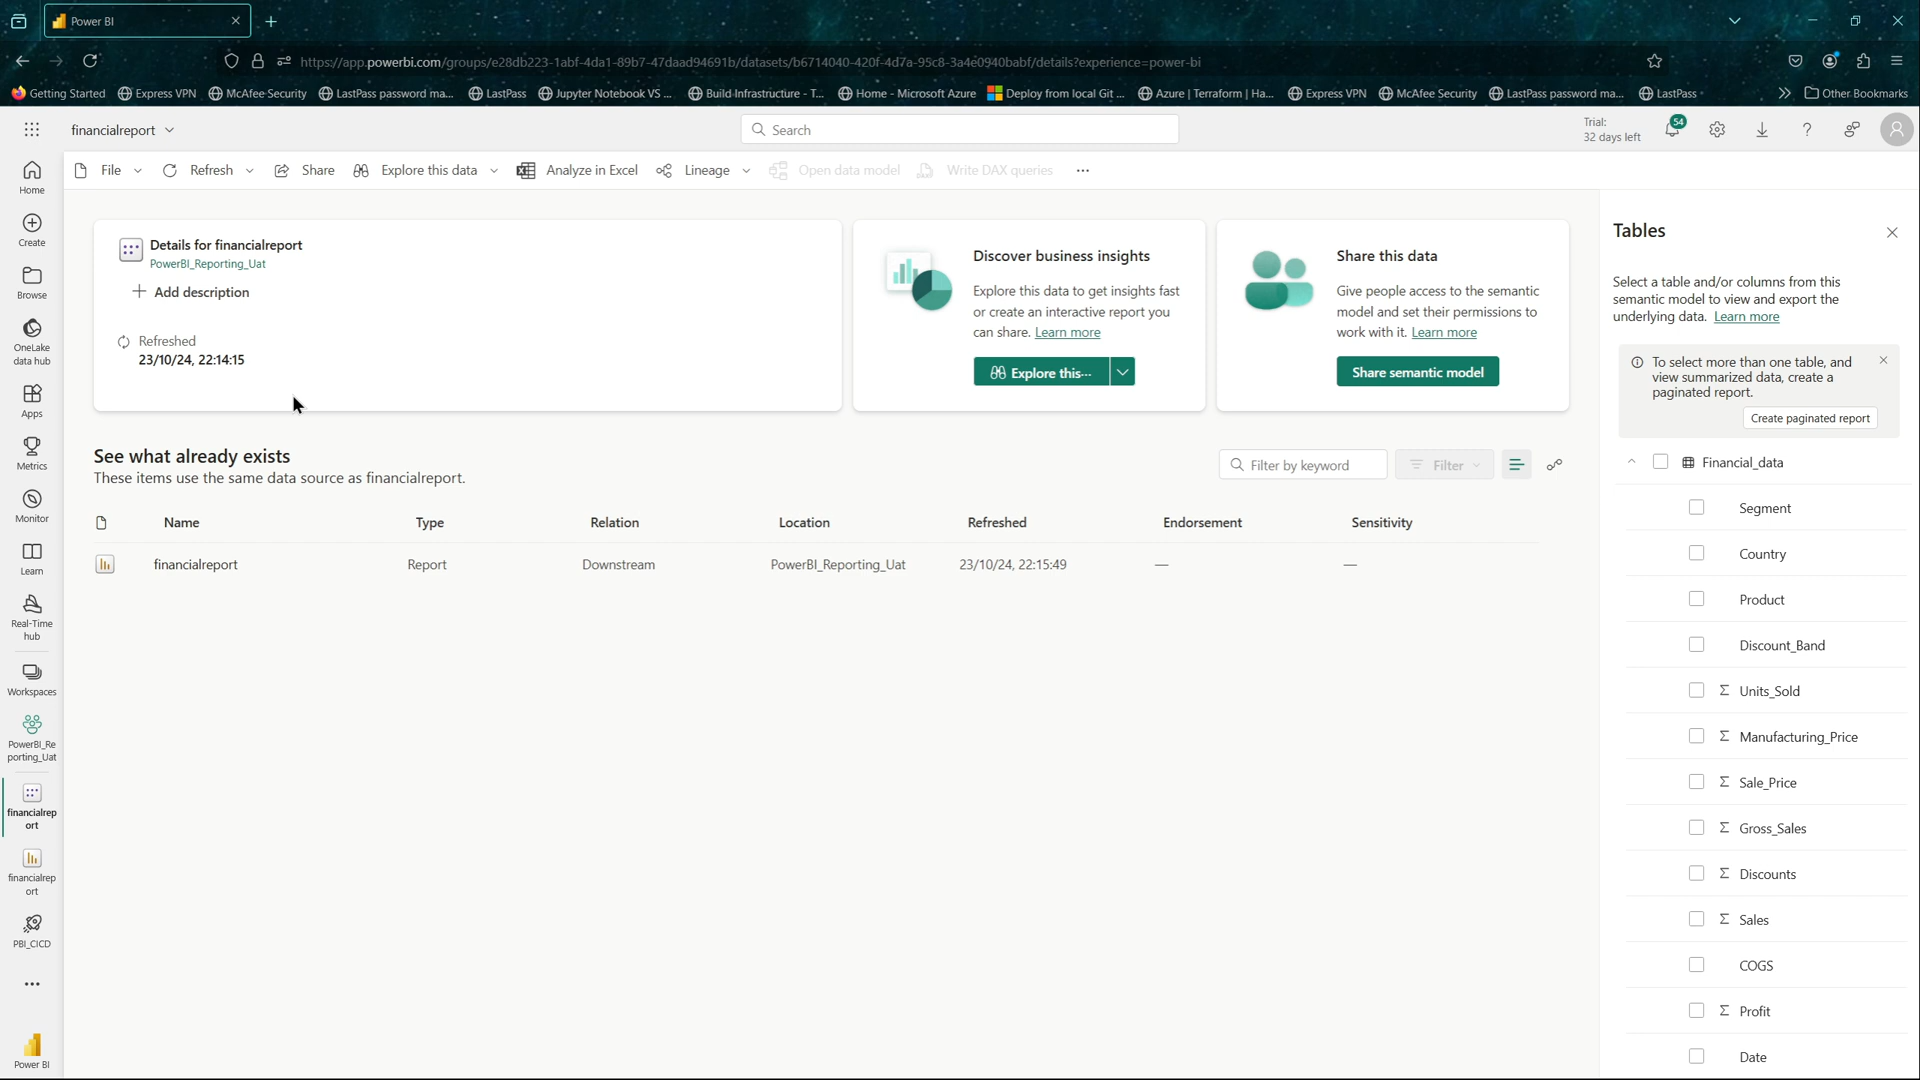 Power BI
https://app.powerbi.com/groups/e28db223-1abf-4da1-89b7-47daad94691b/datasets/b6714040-420f-4d7a-95c8-3a4e0940babf/details?experience=power-bi
Getting Started Express VPN McAfee Security LastPass password ma... LastPass Jupyter Notebook VS ... Build-Infrastructure - T... Home - Microsoft Azure Deploy from local Git ... Azure | Terraform | Ha... Express VPN McAfee Security LastPass password ma... LastPass Other Bookmarks
financialreport
Search
Trial:
32 days left
54
File Refresh Share Explore this data Analyze in Excel Lineage Open data model Write DAX queries ...
Home
Create
Browse
OneLake
data hub
Apps
Metrics
Monitor
Learn
Real-Time
hub
Workspaces
PowerBI_Re
porting_Uat
financialrep
ort
financialrep
ort
PBI_CICD
Power BI
Details for financialreport
PowerBI_Reporting_Uat
Add description
Refreshed
23/10/24, 22:14:15
Discover business insights
Explore this data to get insights fast
or create an interactive report you
can share. Learn more
Explore this...
Share this data
Give people access to the semantic
model and set their permissions to
work with it. Learn more
Share semantic model
See what already exists
These items use the same data source as financialreport.
Filter by keyword
Filter
Name Type Relation Location Refreshed Endorsement Sensitivity
financialreport Report Downstream PowerBI_Reporting_Uat 23/10/24, 22:15:49 — —
Tables
Select a table and/or columns from this
semantic model to view and export the
underlying data. Learn more
To select more than one table, and
view summarized data, create a
paginated report.
Create paginated report
Financial_data
Segment
Country
Product
Discount_Band
Σ Units_Sold
Σ Manufacturing_Price
Σ Sale_Price
Σ Gross_Sales
Σ Discounts
Σ Sales
COGS
Σ Profit
Date